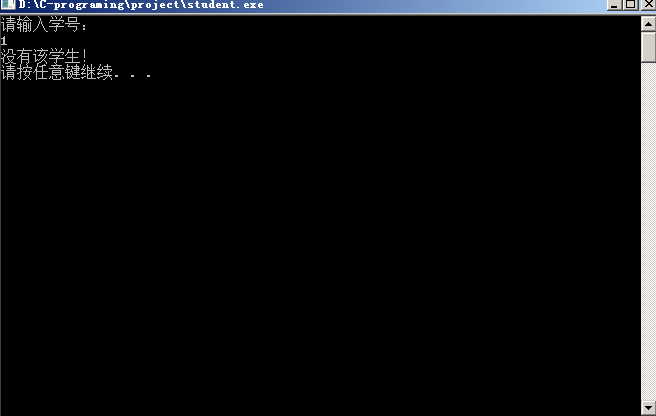 D:\C-programing\project\student.exe
请输入学号：
1
没有该学生!
请按任意键继续. . .